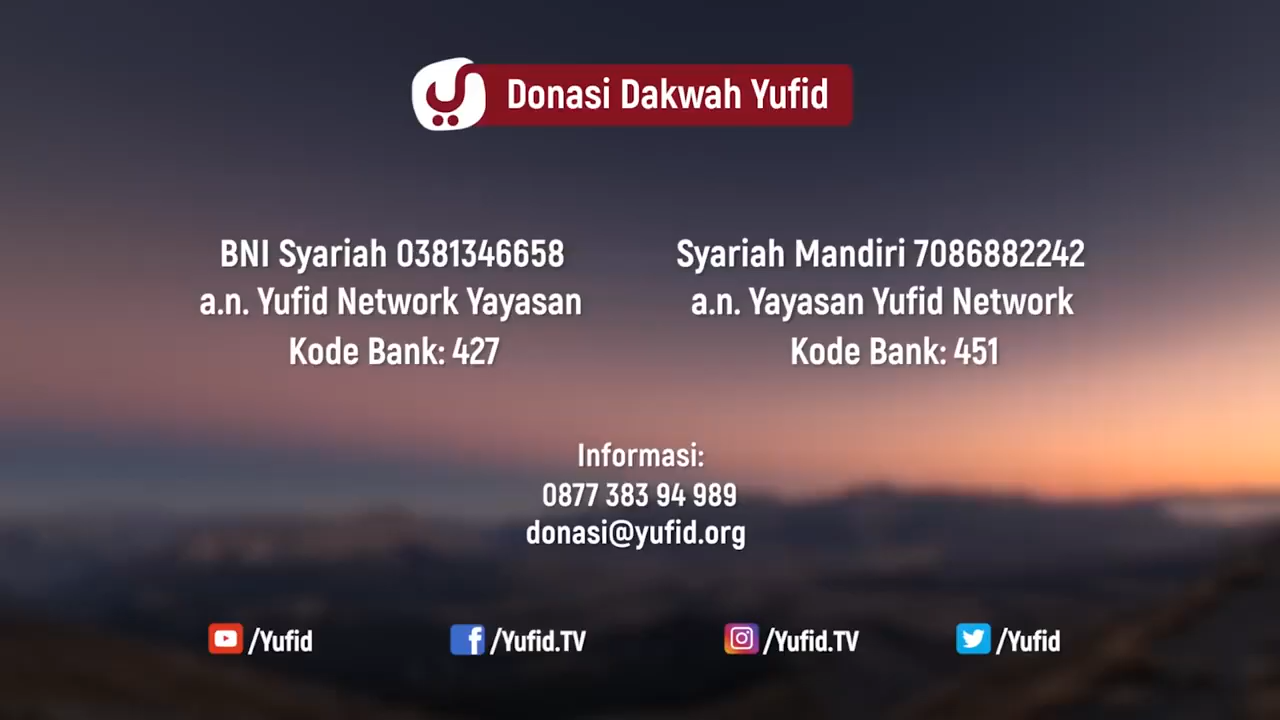 Donasi Dakwah Yufid
BNI Syariah 0381346658
a.n. Yufid Network Yayasan
Kode Bank: 427
Syariah Mandiri 7086882242
a.n. Yayasan Yufid Network
Kode Bank: 451
Informasi:
0877 383 94 989
donasi@yufid.org
/Yufid
/Yufid.TV
/Yufid.TV
/Yufid